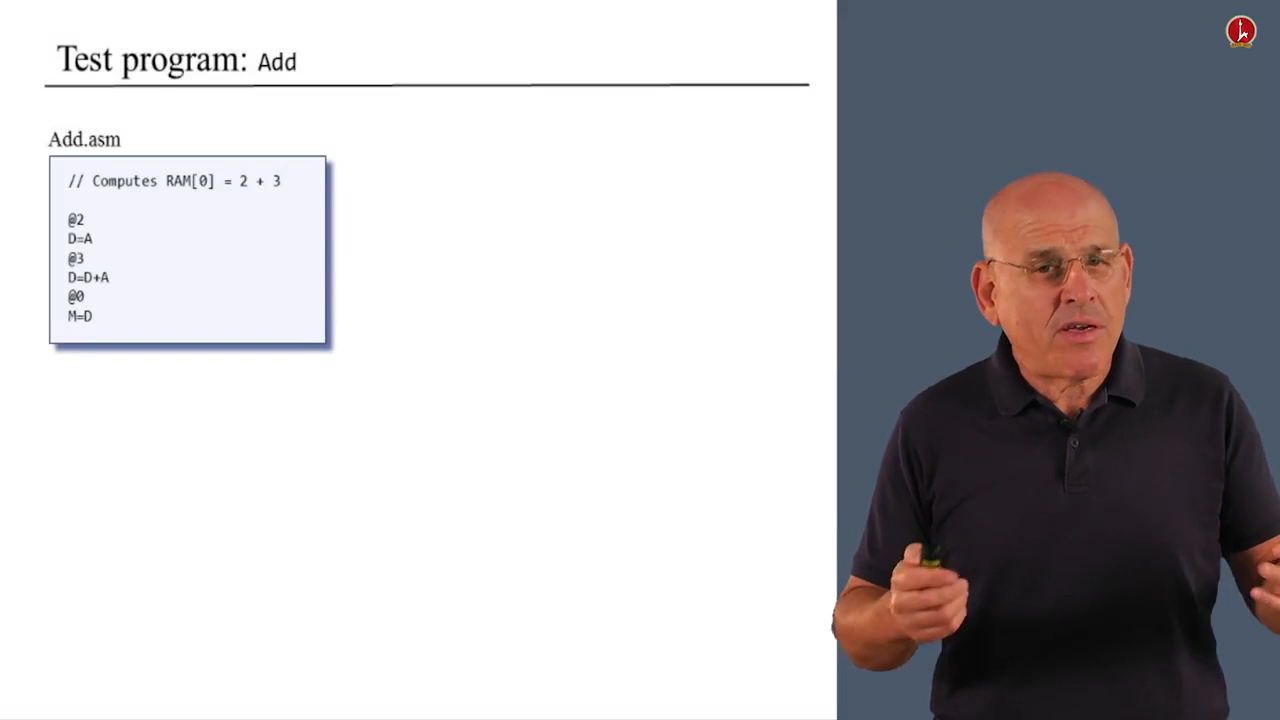 Test program: Add
Add.asm
// Computes RAM[0] = 2 + 3
@2
D=A
@3
D=D+A
@0
M=D